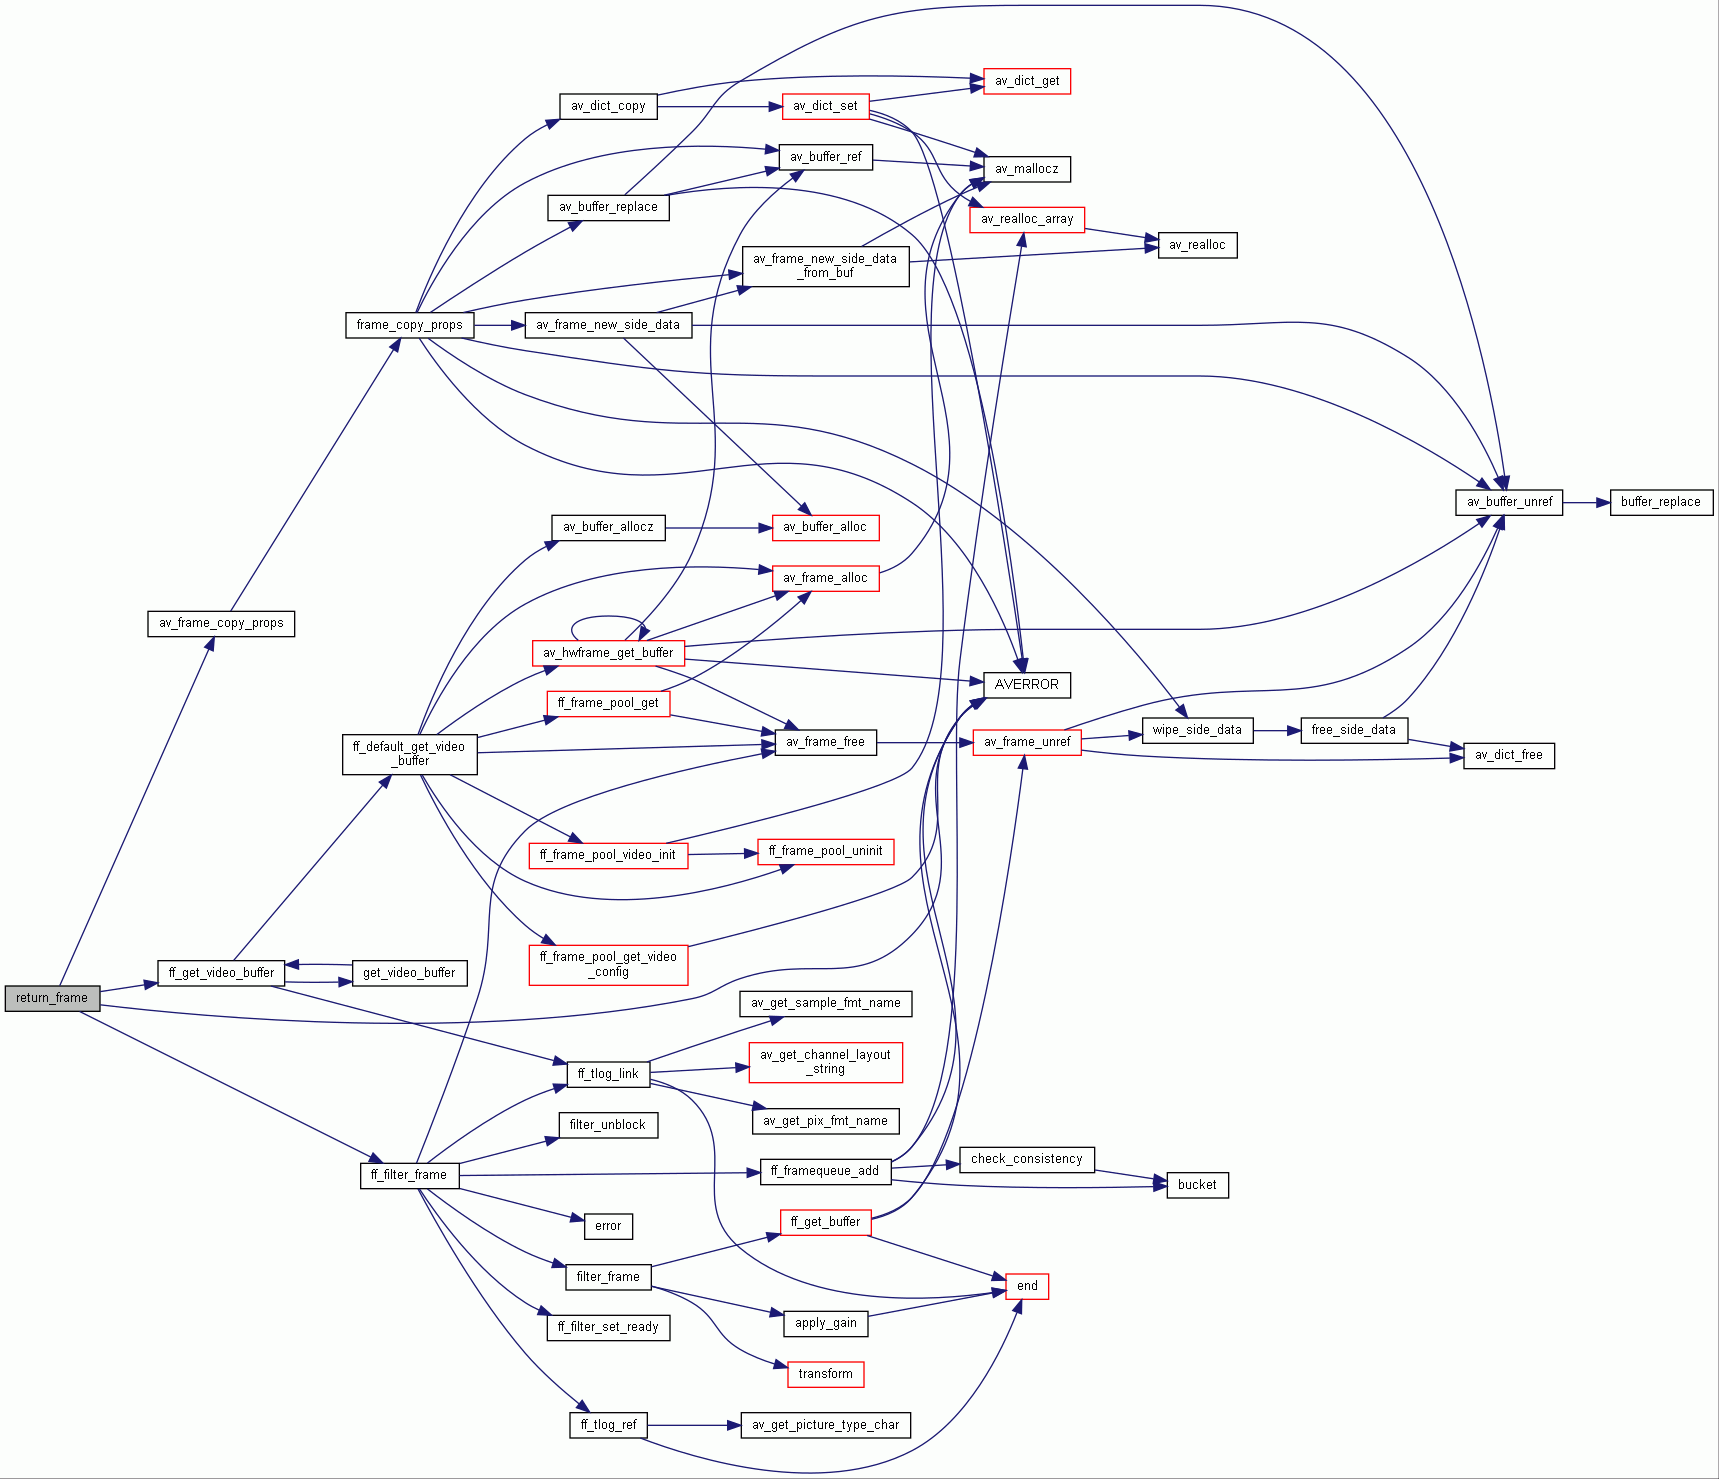 av_dict_get
av_dict_copy
av_dict_set
av_buffer_ref
av_mallocz
av_buffer_replace
av_realloc_array
av_realloc
av_frame_new_side_data
_from_buf
frame_copy_props
av_frame_new_side_data
av_buffer_unref
buffer_replace
av_buffer_allocz
av_buffer_alloc
av_frame_alloc
av_frame_copy_props
av_hwframe_get_buffer
AVERROR
ff_frame_pool_get
wipe_side_data
free_side_data
ff_default_get_video
_buffer
av_frame_free
av_frame_unref
av_dict_free
ff_frame_pool_video_init
ff_frame_pool_uninit
ff_frame_pool_get_video
_config
ff_get_video_buffer
get_video_buffer
return_frame
av_get_sample_fmt_name
av_get_channel_layout
_string
ff_tlog_link
av_get_pix_fmt_name
filter_unblock
check_consistency
ff_filter_frame
ff_framequeue_add
bucket
error
ff_get_buffer
filter_frame
end
ff_filter_set_ready
apply_gain
transform
ff_tlog_ref
av_get_picture_type_char